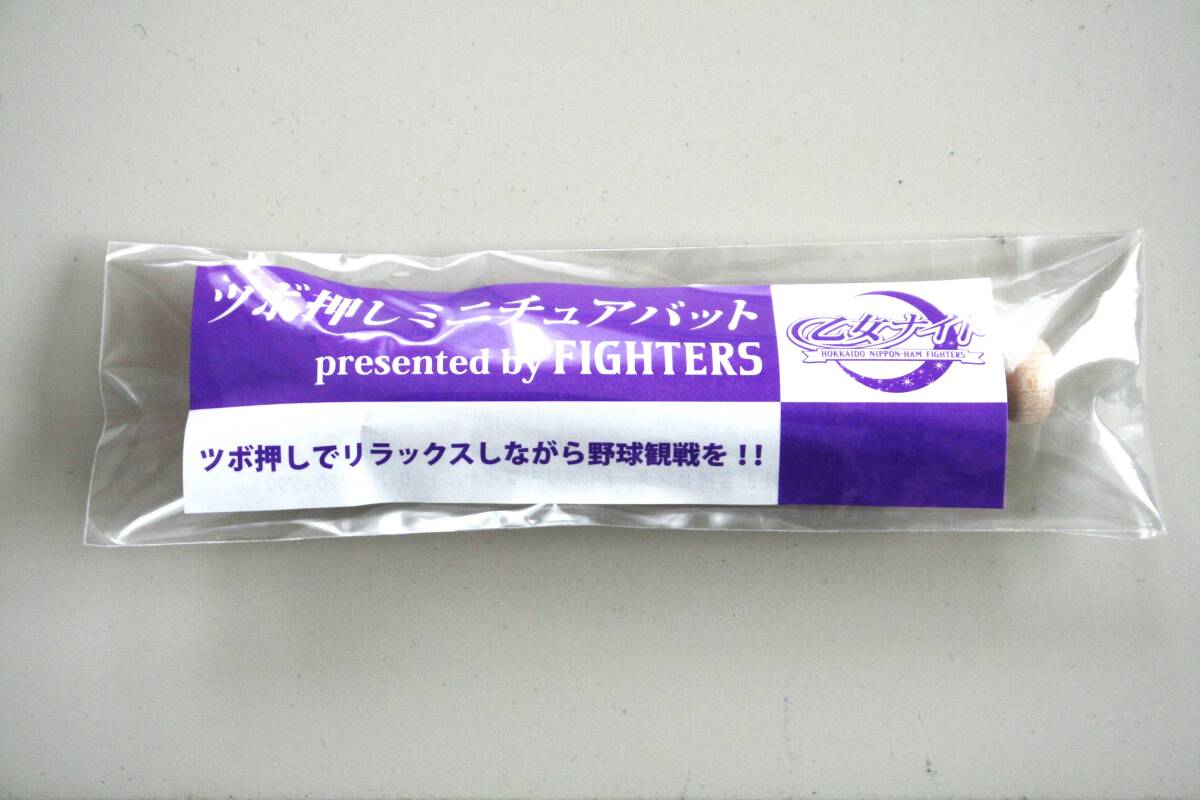 ツボ押しミニチュアバット
presented by FIGHTERS
乙女ナイト
HOKKAIDO NIPPON-HAM FIGHTERS
ツボ押しでリラックスしながら野球観戦を!!